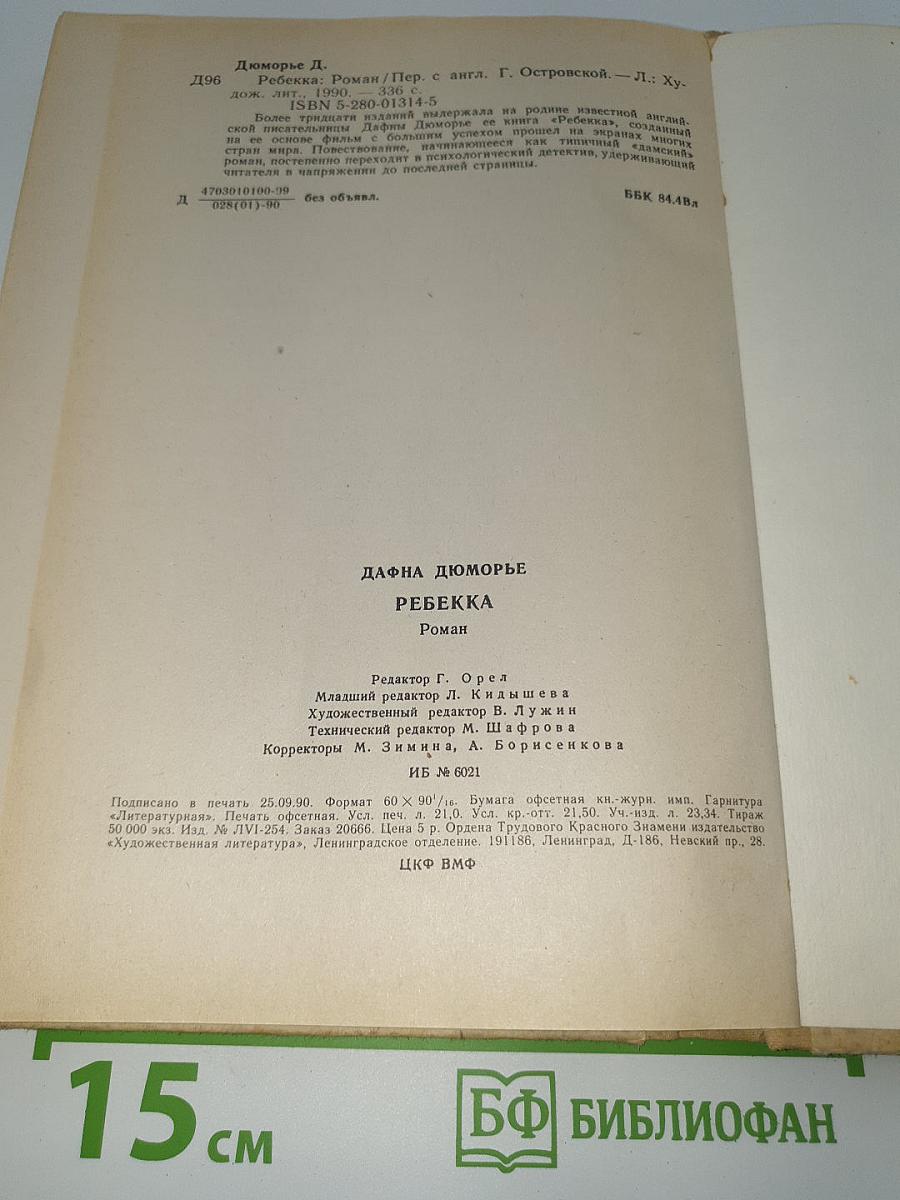 Дюморье Д.
Д96 Ребекка: Роман / Пер. с англ. Г. Островской. — Л.: Ху-
дож. лит., 1990. — 336 с.
ISBN 5-280-01314-5
Более тридцати изданий выдержала на родине известной англий-
ской писательницы Дафны Дюморье ее книга «Ребекка», созданный
на ее основе фильм с большим успехом прошел на экранах многих
стран мира. Повествование, начинающееся как типичный «дамский»
роман, постепенно переходит в психологический детектив, удерживающий
читателя в напряжении до последней страницы.
Д 4703010100-99 / 028(01)-90 без объявл. ББК 84.4Вл
ДАФНА ДЮМОРЬЕ
РЕБЕККА
Роман
Редактор Г. Орел
Младший редактор Л. Кидышева
Художественный редактор В. Лужин
Технический редактор М. Шафрова
Корректоры М. Зимина, А. Борисенкова
ИБ № 6021
Подписано в печать 25.09.90. Формат 60×90 1/16. Бумага офсетная кн.-журн. имп. Гарнитура
«Литературная». Печать офсетная. Усл. печ. л. 21,0. Усл. кр.-отт. 21,50. Уч.-изд. л. 23,34. Тираж
50 000 экз. Изд. № ЛVI-254. Заказ 20666. Цена 5 р. Ордена Трудового Красного Знамени издательство
«Художественная литература», Ленинградское отделение. 191186, Ленинград, Д-186, Невский пр., 28.
ЦКФ ВМФ
15 см
БФ БИБЛИОФАН